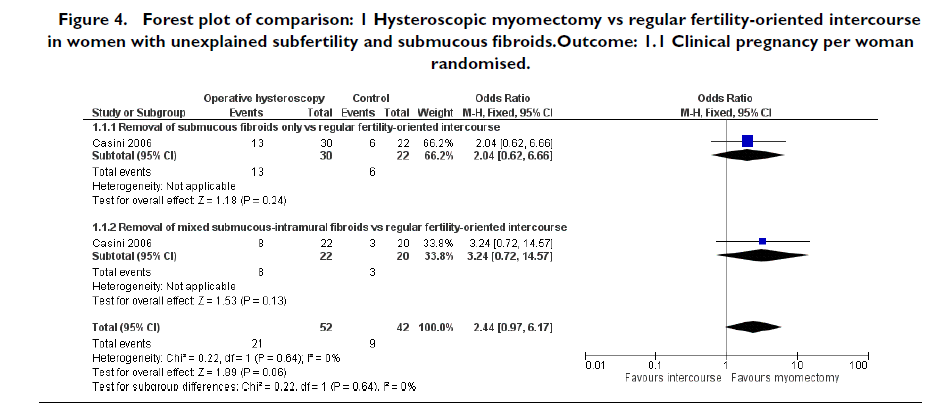 Figure 4. Forest plot of comparison: 1 Hysteroscopic myomectomy vs regular fertility-oriented intercourse
in women with unexplained subfertility and submucous fibroids.Outcome: 1.1 Clinical pregnancy per woman
randomised.
Operative hysteroscopy Control Odds Ratio Odds Ratio
Study or Subgroup Events Total Events Total Weight M-H, Fixed, 95% CI M-H, Fixed, 95% CI
1.1.1 Removal of submucous fibroids only vs regular fertility-oriented intercourse
Casini 2006 13 30 6 22 66.2% 2.04 [0.62, 6.66]
Subtotal (95% CI) 30 22 66.2% 2.04 [0.62, 6.66]
Total events 13 6
Heterogeneity: Not applicable
Test for overall effect: Z = 1.18 (P = 0.24)
1.1.2 Removal of mixed submucous-intramural fibroids vs regular fertility-oriented intercourse
Casini 2006 8 22 3 20 33.8% 3.24 [0.72, 14.57]
Subtotal (95% CI) 22 20 33.8% 3.24 [0.72, 14.57]
Total events 8 3
Heterogeneity: Not applicable
Test for overall effect: Z = 1.53 (P = 0.13)
Total (95% CI) 52 42 100.0% 2.44 [0.97, 6.17]
Total events 21 9
Heterogeneity: Chi² = 0.22, df = 1 (P = 0.64); I² = 0%
Test for overall effect: Z = 1.89 (P = 0.06)
Test for subgroup differences: Chi² = 0.22, df = 1 (P = 0.64), I² = 0%
0.01 0.1 1 10 100
Favours intercourse Favours myomectomy